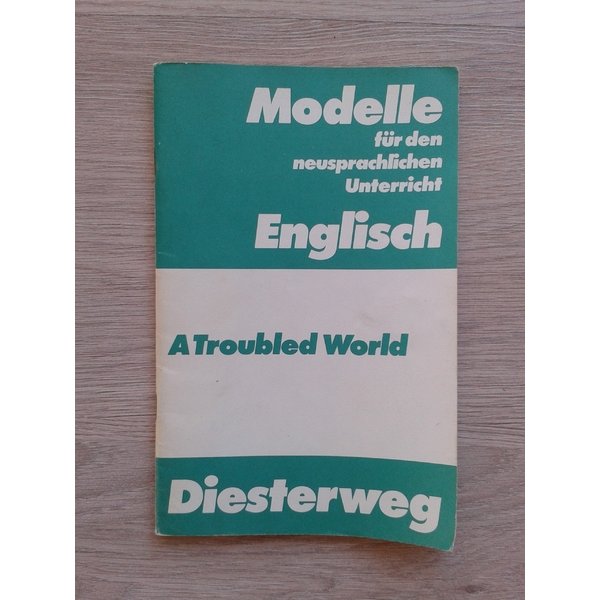 Modelle
für den
neusprachlichen
Unterricht
Englisch
A Troubled World
Diesterweg